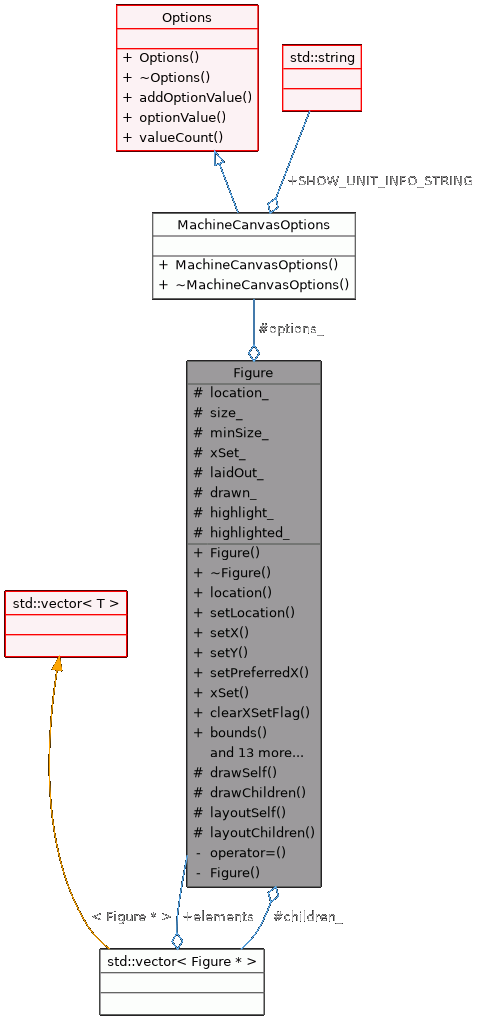 Options
+ Options()
+ ~Options()
+ addOptionValue()
+ optionValue()
+ valueCount()
std::string
+SHOW_UNIT_INFO_STRING
MachineCanvasOptions
+ MachineCanvasOptions()
+ ~MachineCanvasOptions()
#options_
Figure
# location_
# size_
# minSize_
# xSet_
# laidOut_
# drawn_
# highlight_
# highlighted_
+ Figure()
+ ~Figure()
+ location()
+ setLocation()
+ setX()
+ setY()
+ setPreferredX()
+ xSet()
+ clearXSetFlag()
+ bounds()
and 13 more...
# drawSelf()
# drawChildren()
# layoutSelf()
# layoutChildren()
- operator=()
- Figure()
std::vector< T >
< Figure * >
+elements
#children_
std::vector< Figure * >